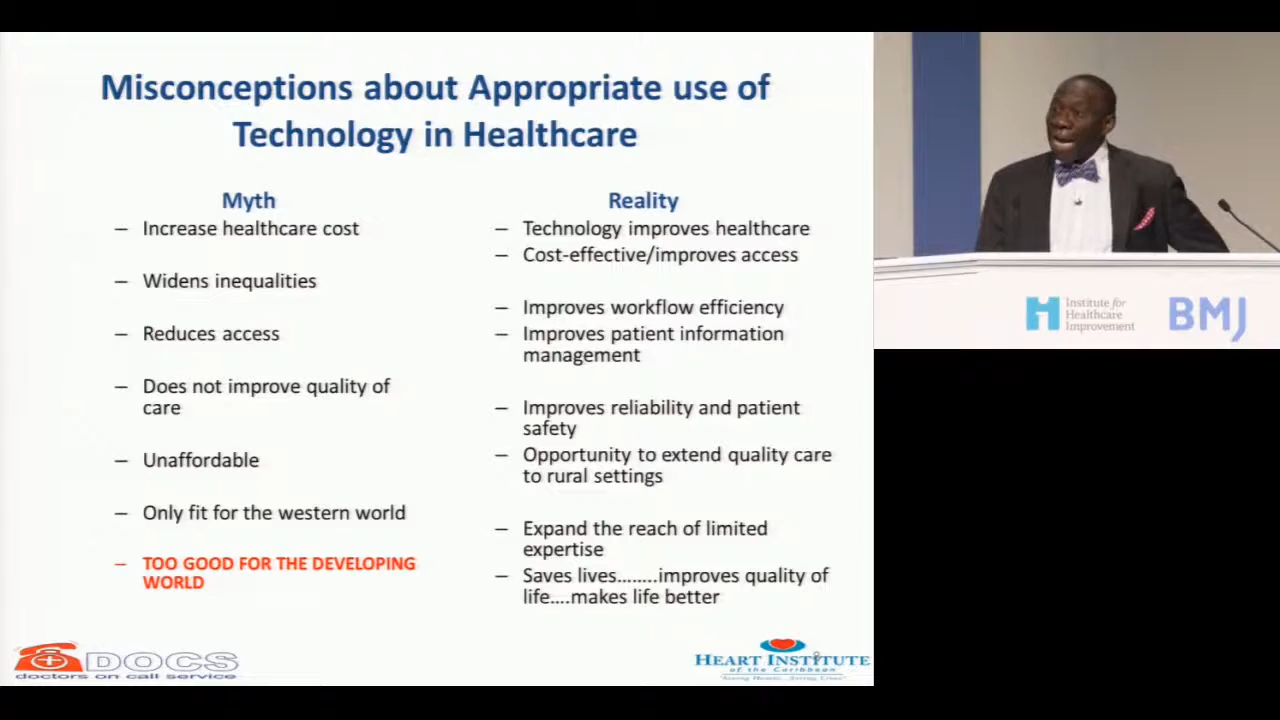 Misconceptions about Appropriate use of
Technology in Healthcare
Myth
– Increase healthcare cost
– Widens inequalities
– Reduces access
– Does not improve quality of
care
– Unaffordable
– Only fit for the western world
– TOO GOOD FOR THE DEVELOPING
WORLD
Reality
– Technology improves healthcare
– Cost-effective/improves access
– Improves workflow efficiency
– Improves patient information
management
– Improves reliability and patient
safety
– Opportunity to extend quality care
to rural settings
– Expand the reach of limited
expertise
– Saves lives........improves quality of
life....makes life better
DOCS
doctors on call service
HEART INSTITUTE
of the Caribbean
Institute for
Healthcare
Improvement
BMJ